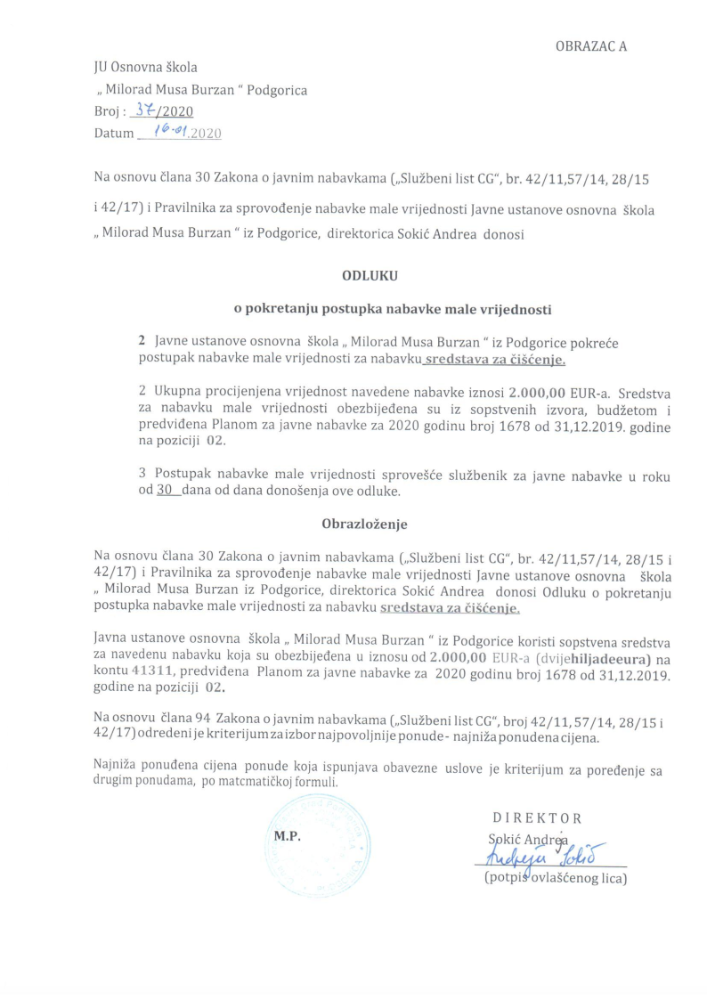 OBRAZAC A
JU Osnovna škola
„ Milorad Musa Burzan “ Podgorica
Broj : 37/2020
Datum 16.01.2020
Na osnovu člana 30 Zakona o javnim nabavkama („Službeni list CG“, br. 42/11,57/14, 28/15
i 42/17) i Pravilnika za sprovođenje nabavke male vrijednosti Javne ustanove osnovna škola
„ Milorad Musa Burzan “ iz Podgorice, direktorica Sokić Andrea donosi
ODLUKU
o pokretanju postupka nabavke male vrijednosti
2 Javne ustanove osnovna škola „ Milorad Musa Burzan “ iz Podgorice pokreće
postupak nabavke male vrijednosti za nabavku sredstava za čišćenje.
2 Ukupna procijenjena vrijednost navedene nabavke iznosi 2.000,00 EUR-a. Sredstva
za nabavku male vrijednosti obezbijeđena su iz sopstvenih izvora, budžetom i
predviđena Planom za javne nabavke za 2020 godinu broj 1678 od 31,12.2019. godine
na poziciji 02.
3 Postupak nabavke male vrijednosti sprovešće službenik za javne nabavke u roku
od 30 dana od dana donošenja ove odluke.
Obrazloženje
Na osnovu člana 30 Zakona o javnim nabavkama („Službeni list CG“, br. 42/11,57/14, 28/15 i
42/17) i Pravilnika za sprovođenje nabavke male vrijednosti Javne ustanove osnovna škola
„ Milorad Musa Burzan iz Podgorice, direktorica Sokić Andrea donosi Odluku o pokretanju
postupka nabavke male vrijednosti za nabavku sredstava za čišćenje.
Javna ustanove osnovna škola „ Milorad Musa Burzan “ iz Podgorice koristi sopstvena sredstva
za navedenu nabavku koja su obezbijeđena u iznosu od 2.000,00 EUR-a (dvijehiljadeeura) na
kontu 41311, predviđena Planom za javne nabavke za 2020 godinu broj 1678 od 31,12.2019.
godine na poziciji 02.
Na osnovu člana 94 Zakona o javnim nabavkama („Službeni list CG“, broj 42/11, 57/14, 28/15 i
42/17) određeni je kriterijum za izbor najpovoljnije ponude - najniža ponuđena cijena.
Najniža ponuđena cijena ponude koja ispunjava obavezne uslove je kriterijum za poređenje sa
drugim ponudama, po matematičkoj formuli.
DIREKTOR
M.P.
Sokić Andreja
Andreja Sokić
(potpis ovlašćenog lica)